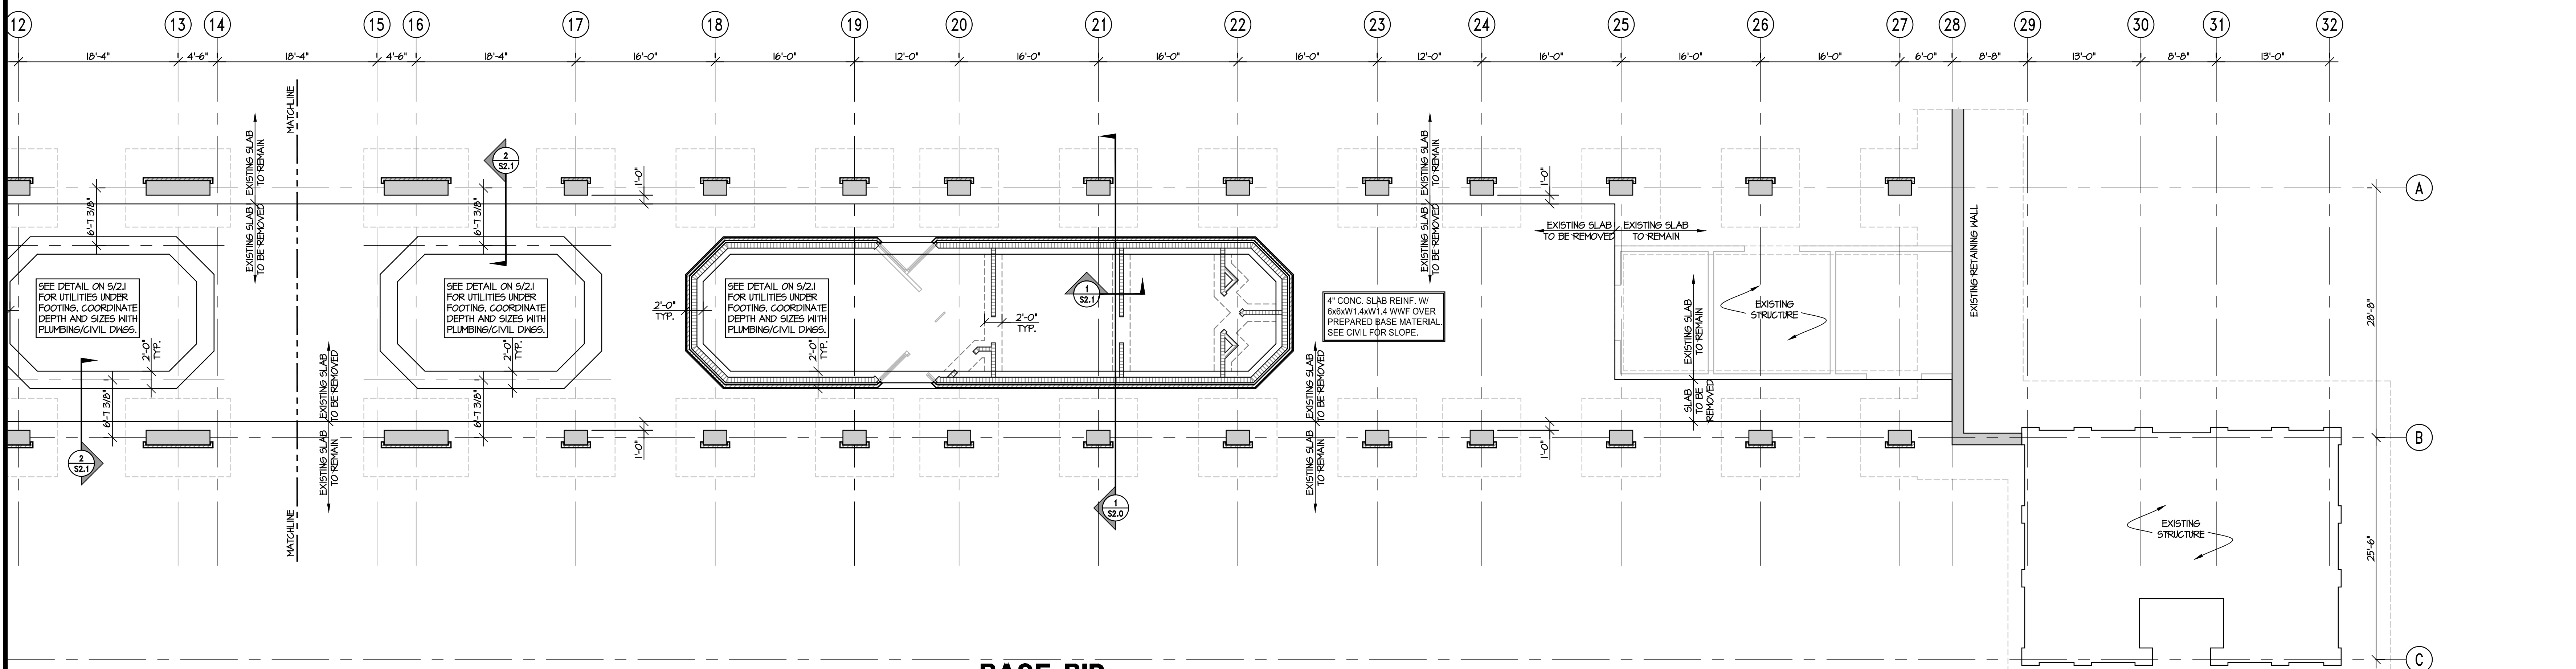 12 13 14 15 16 17 18 19 20 21 22 23 24 25 26 27 28 29 30 31 32
18'-4" 4'-6" 18'-4" 4'-6" 18'-4" 16'-0" 16'-0" 12'-0" 16'-0" 16'-0" 16'-0" 12'-0" 16'-0" 16'-0" 16'-0" 6'-0" 8'-8" 13'-0" 8'-8" 13'-0"
MATCHLINE
EXISTING SLAB
TO REMAIN
EXISTING SLAB
TO BE REMOVED
2
S2.1
1'-0"
EXISTING SLAB
TO REMAIN
EXISTING SLAB
TO BE REMOVED
1'-0"
A
6'-7 3/8"
6'-7 3/8"
EXISTING SLAB
TO BE REMOVED
EXISTING SLAB
TO REMAIN
EXISTING RETAINING WALL
SEE DETAIL ON S/2.1
FOR UTILITIES UNDER
FOOTING. COORDINATE
DEPTH AND SIZES WITH
PLUMBING/CIVIL DWGS.
SEE DETAIL ON S/2.1
FOR UTILITIES UNDER
FOOTING. COORDINATE
DEPTH AND SIZES WITH
PLUMBING/CIVIL DWGS.
2'-0"
TYP.
SEE DETAIL ON S/2.1
FOR UTILITIES UNDER
FOOTING. COORDINATE
DEPTH AND SIZES WITH
PLUMBING/CIVIL DWGS.
1
S2.1
2'-0"
TYP.
4" CONC. SLAB REINF. W/
6x6xW1.4xW1.4 WWF OVER
PREPARED BASE MATERIAL.
SEE CIVIL FOR SLOPE.
EXISTING
STRUCTURE
28'-8"
EXISTING SLAB
TO REMAIN
SLAB
TO BE
REMOVED
2'-0"
TYP.
2'-0"
TYP.
2'-0"
TYP.
6'-7 3/8"
6'-7 3/8"
EXISTING SLAB
TO BE REMOVED
EXISTING SLAB
TO REMAIN
EXISTING SLAB
TO BE REMOVED
EXISTING SLAB
TO REMAIN
1'-0"
1'-0"
B
2
S2.1
1
S2.0
MATCHLINE
EXISTING
STRUCTURE
25'-6"
C
BASE BID